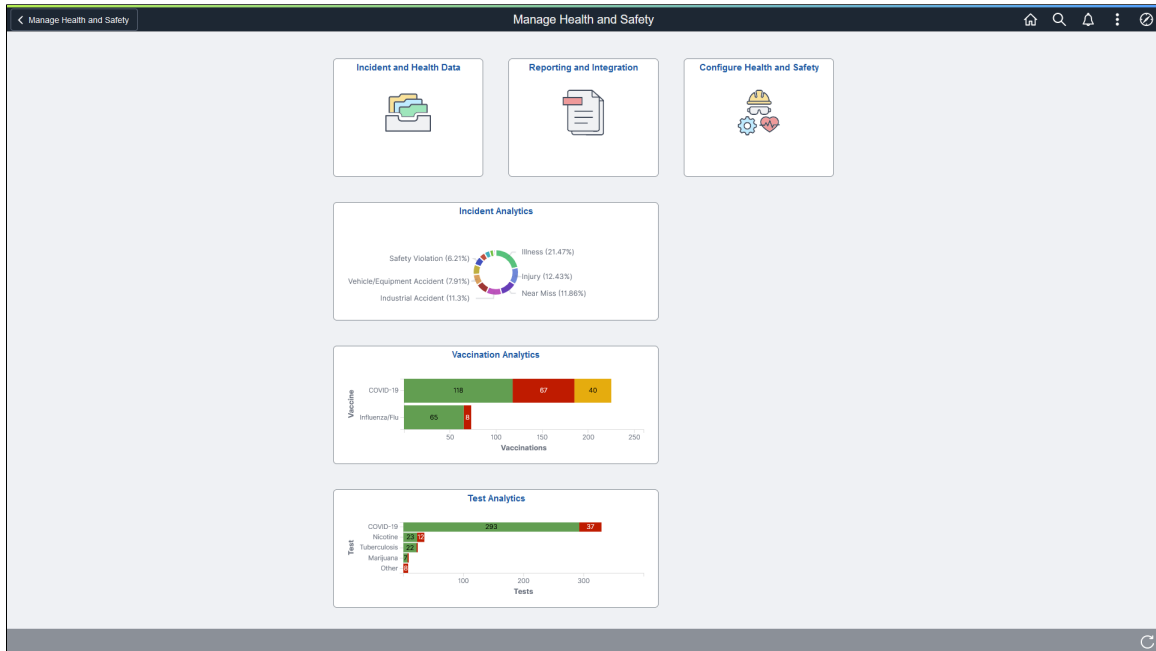 Manage Health and Safety
Manage Health and Safety
Incident and Health Data
Reporting and Integration
Configure Health and Safety
Incident Analytics
Illness (21.47%)
Safety Violation (6.21%)
Injury (12.43%)
Vehicle/Equipment Accident (7.91%)
Near Miss (11.86%)
Industrial Accident (11.3%)
Vaccination Analytics
Vaccine
COVID-19 118 67 40
Influenza/Flu 65 8
50 100 150 200 250
Vaccinations
Test Analytics
Test
COVID-19 293 37
Nicotine 23 12
Tuberculosis 22
Marijuana 7
Other 8
100 200 300
Tests